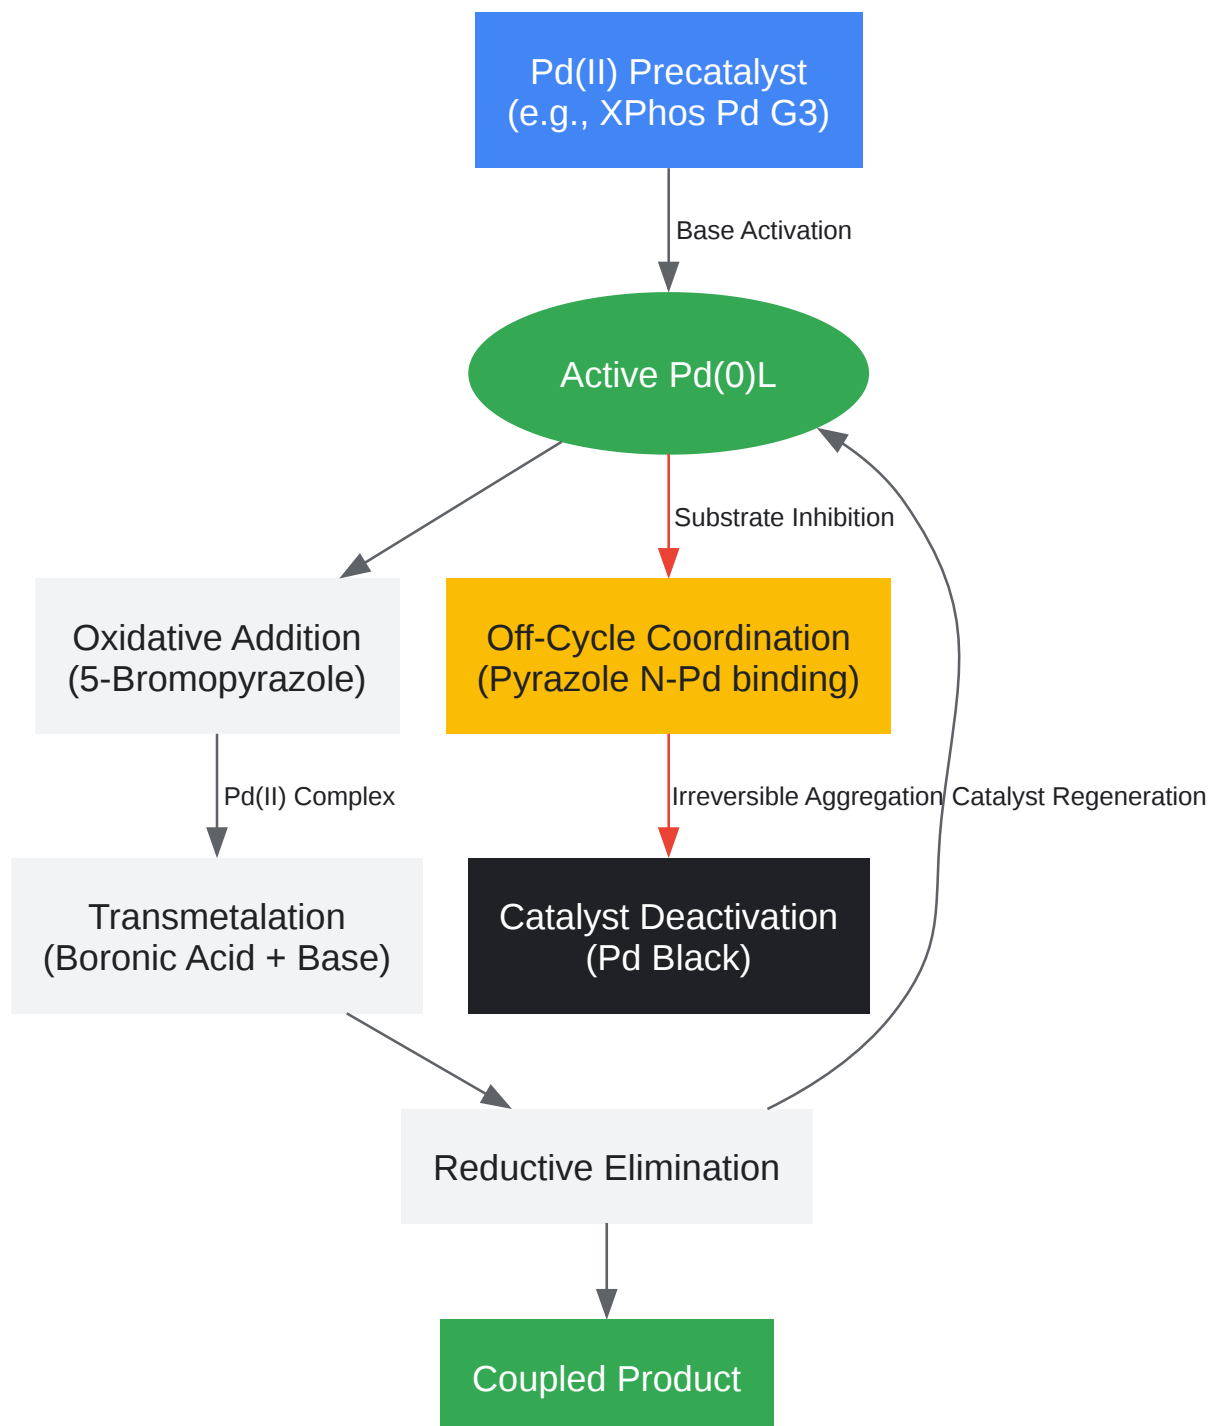 Pd(II) Precatalyst
(e.g., XPhos Pd G3)
Base Activation
Active Pd(0)L
Substrate Inhibition
Oxidative Addition
(5-Bromopyrazole)
Off-Cycle Coordination
(Pyrazole N-Pd binding)
Pd(II) Complex
Irreversible Aggregation
Catalyst Regeneration
Transmetalation
(Boronic Acid + Base)
Catalyst Deactivation
(Pd Black)
Reductive Elimination
Coupled Product